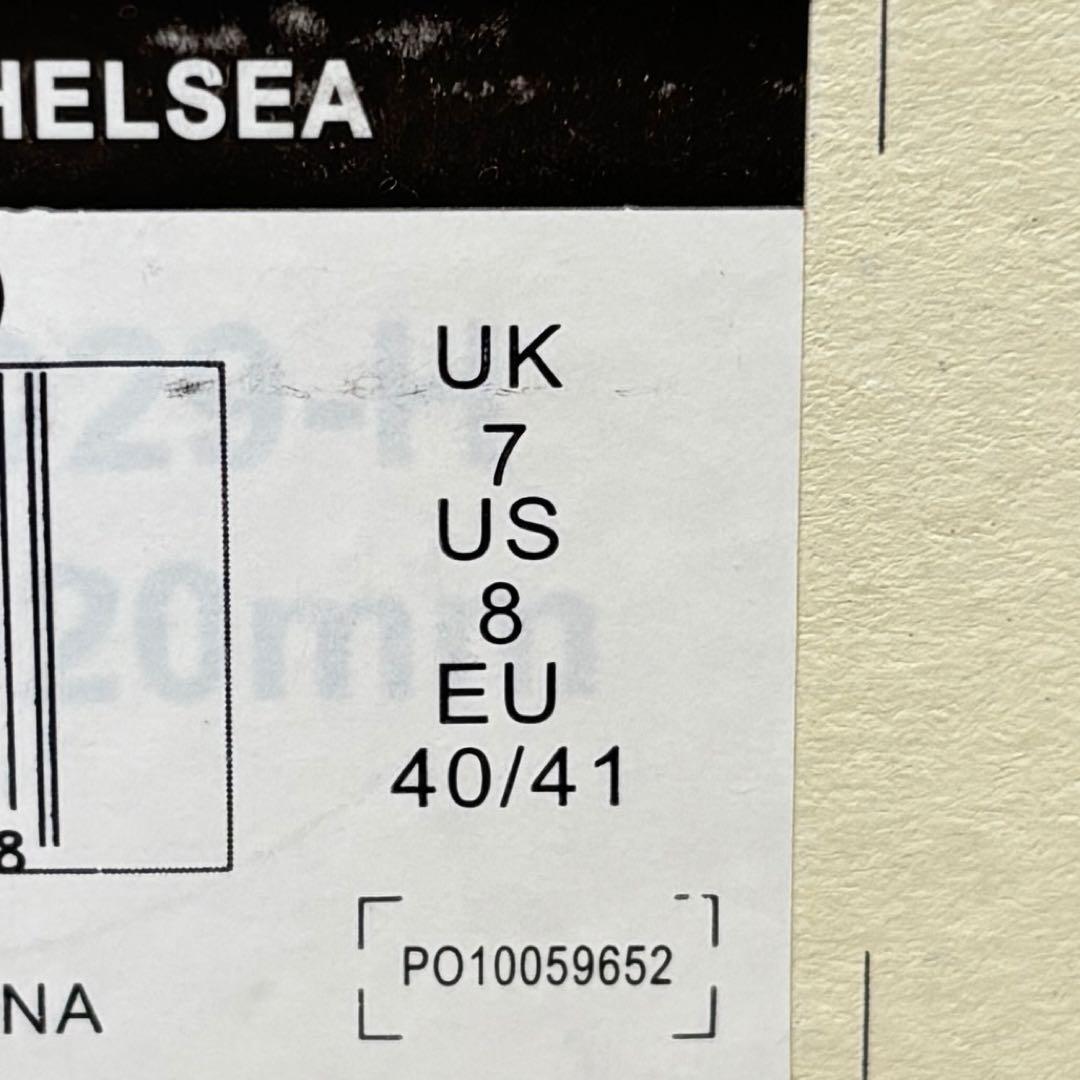 HELSEA
UK
7
US
8
EU
40/41
8
PO10059652
NA